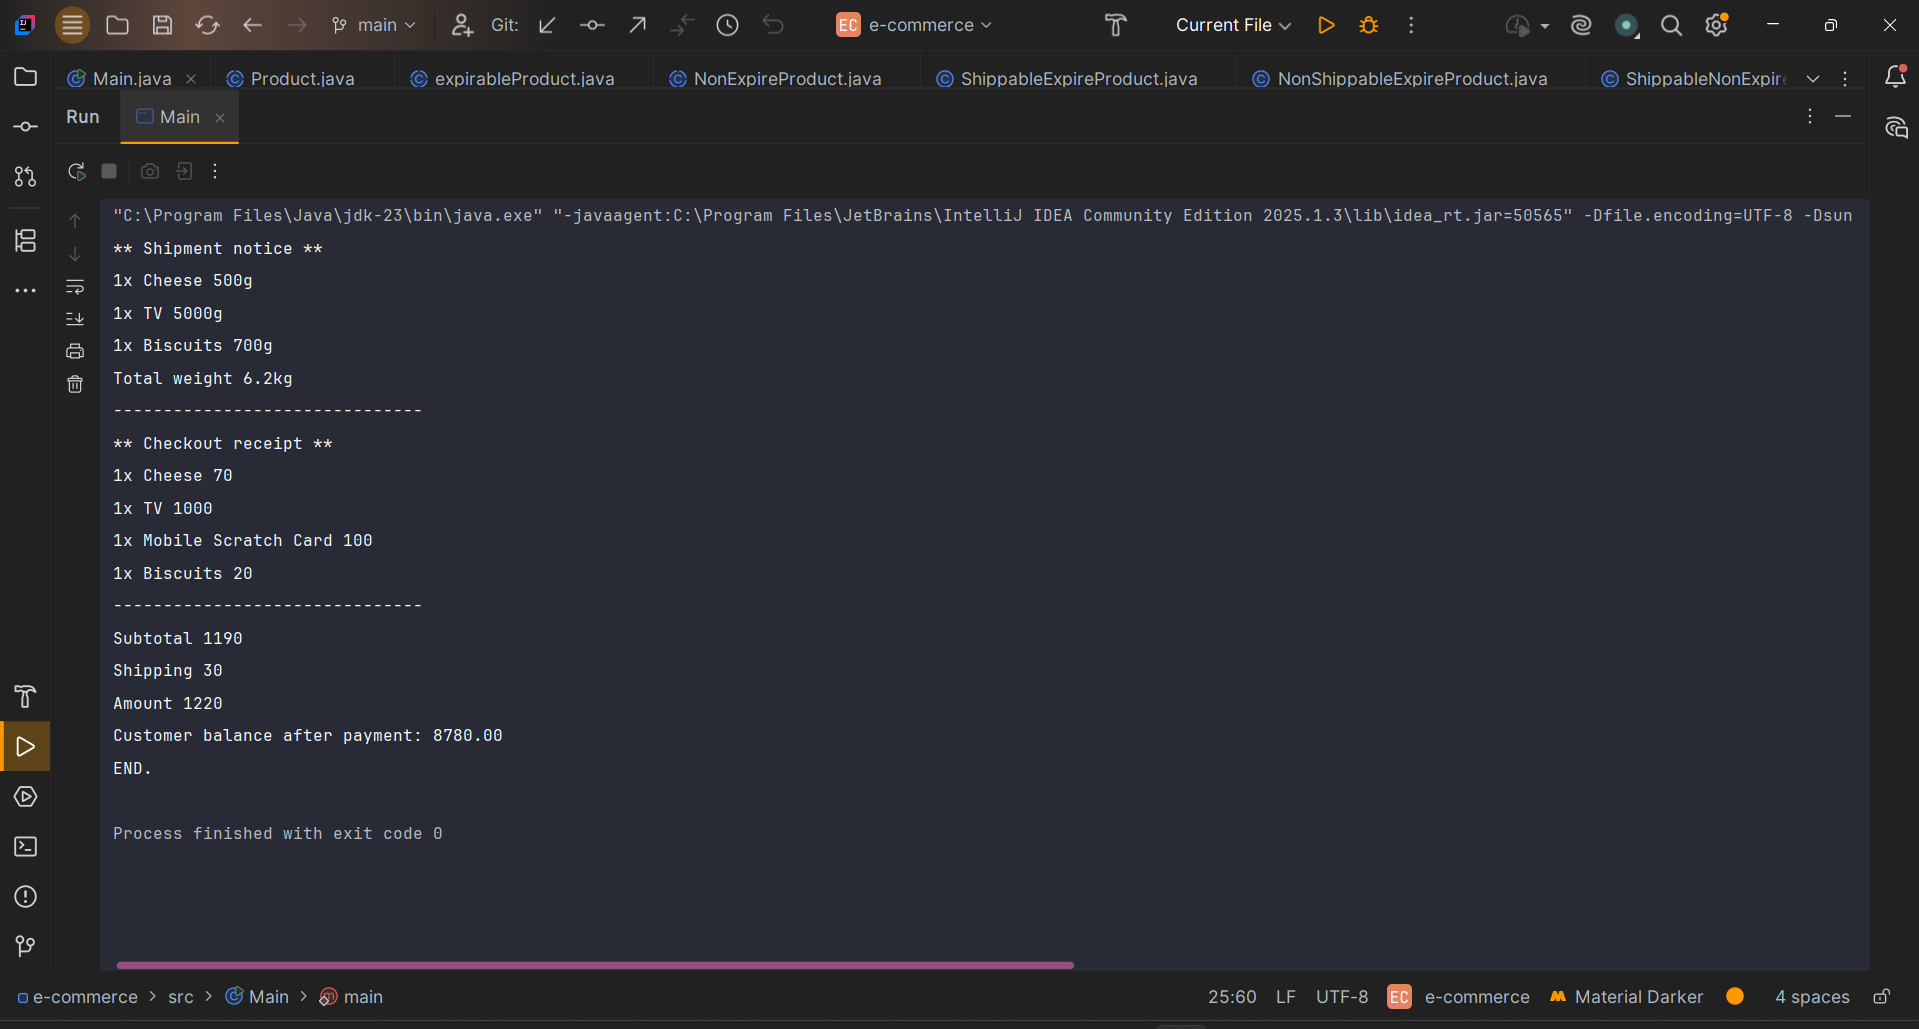 main
Git:
EC e-commerce
Current File
Main.java
Product.java
expirableProduct.java
NonExpireProduct.java
ShippableExpireProduct.java
NonShippableExpireProduct.java
ShippableNonExpire
Run
Main
"C:\Program Files\Java\jdk-23\bin\java.exe" "-javaagent:C:\Program Files\JetBrains\IntelliJ IDEA Community Edition 2025.1.3\lib\idea_rt.jar=50565" -Dfile.encoding=UTF-8 -Dsun
** Shipment notice **
1x Cheese 500g
1x TV 5000g
1x Biscuits 700g
Total weight 6.2kg
-------------------------------
** Checkout receipt **
1x Cheese 70
1x TV 1000
1x Mobile Scratch Card 100
1x Biscuits 20
-------------------------------
Subtotal 1190
Shipping 30
Amount 1220
Customer balance after payment: 8780.00
END.
Process finished with exit code 0
e-commerce > src > Main > main
25:60 LF UTF-8 EC e-commerce Material Darker 4 spaces